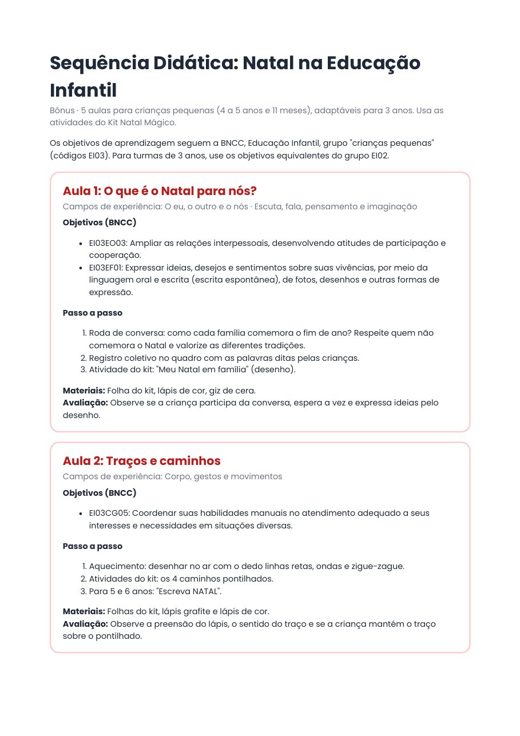 Sequência Didática: Natal na Educação
Infantil
Bônus · 5 aulas para crianças pequenas (4 a 5 anos e 11 meses), adaptáveis para 3 anos. Usa as
atividades do Kit Natal Mágico.
Os objetivos de aprendizagem seguem a BNCC, Educação Infantil, grupo "crianças pequenas"
(códigos EI03). Para turmas de 3 anos, use os objetivos equivalentes do grupo EI02.
Aula 1: O que é o Natal para nós?
Campos de experiência: O eu, o outro e o nós · Escuta, fala, pensamento e imaginação
Objetivos (BNCC)
• EI03EO03: Ampliar as relações interpessoais, desenvolvendo atitudes de participação e
cooperação.
• EI03EF01: Expressar ideias, desejos e sentimentos sobre suas vivências, por meio da
linguagem oral e escrita (escrita espontânea), de fotos, desenhos e outras formas de
expressão.
Passo a passo
1. Roda de conversa: como cada família comemora o fim de ano? Respeite quem não
comemora o Natal e valorize as diferentes tradições.
2. Registro coletivo no quadro com as palavras ditas pelas crianças.
3. Atividade do kit: "Meu Natal em família" (desenho).
Materiais: Folha do kit, lápis de cor, giz de cera.
Avaliação: Observe se a criança participa da conversa, espera a vez e expressa ideias pelo
desenho.
Aula 2: Traços e caminhos
Campos de experiência: Corpo, gestos e movimentos
Objetivos (BNCC)
• EI03CG05: Coordenar suas habilidades manuais no atendimento adequado a seus
interesses e necessidades em situações diversas.
Passo a passo
1. Aquecimento: desenhar no ar com o dedo linhas retas, ondas e zigue-zague.
2. Atividades do kit: os 4 caminhos pontilhados.
3. Para 5 e 6 anos: "Escreva NATAL".
Materiais: Folhas do kit, lápis grafite e lápis de cor.
Avaliação: Observe a preensão do lápis, o sentido do traço e se a criança mantém o traço
sobre o pontilhado.